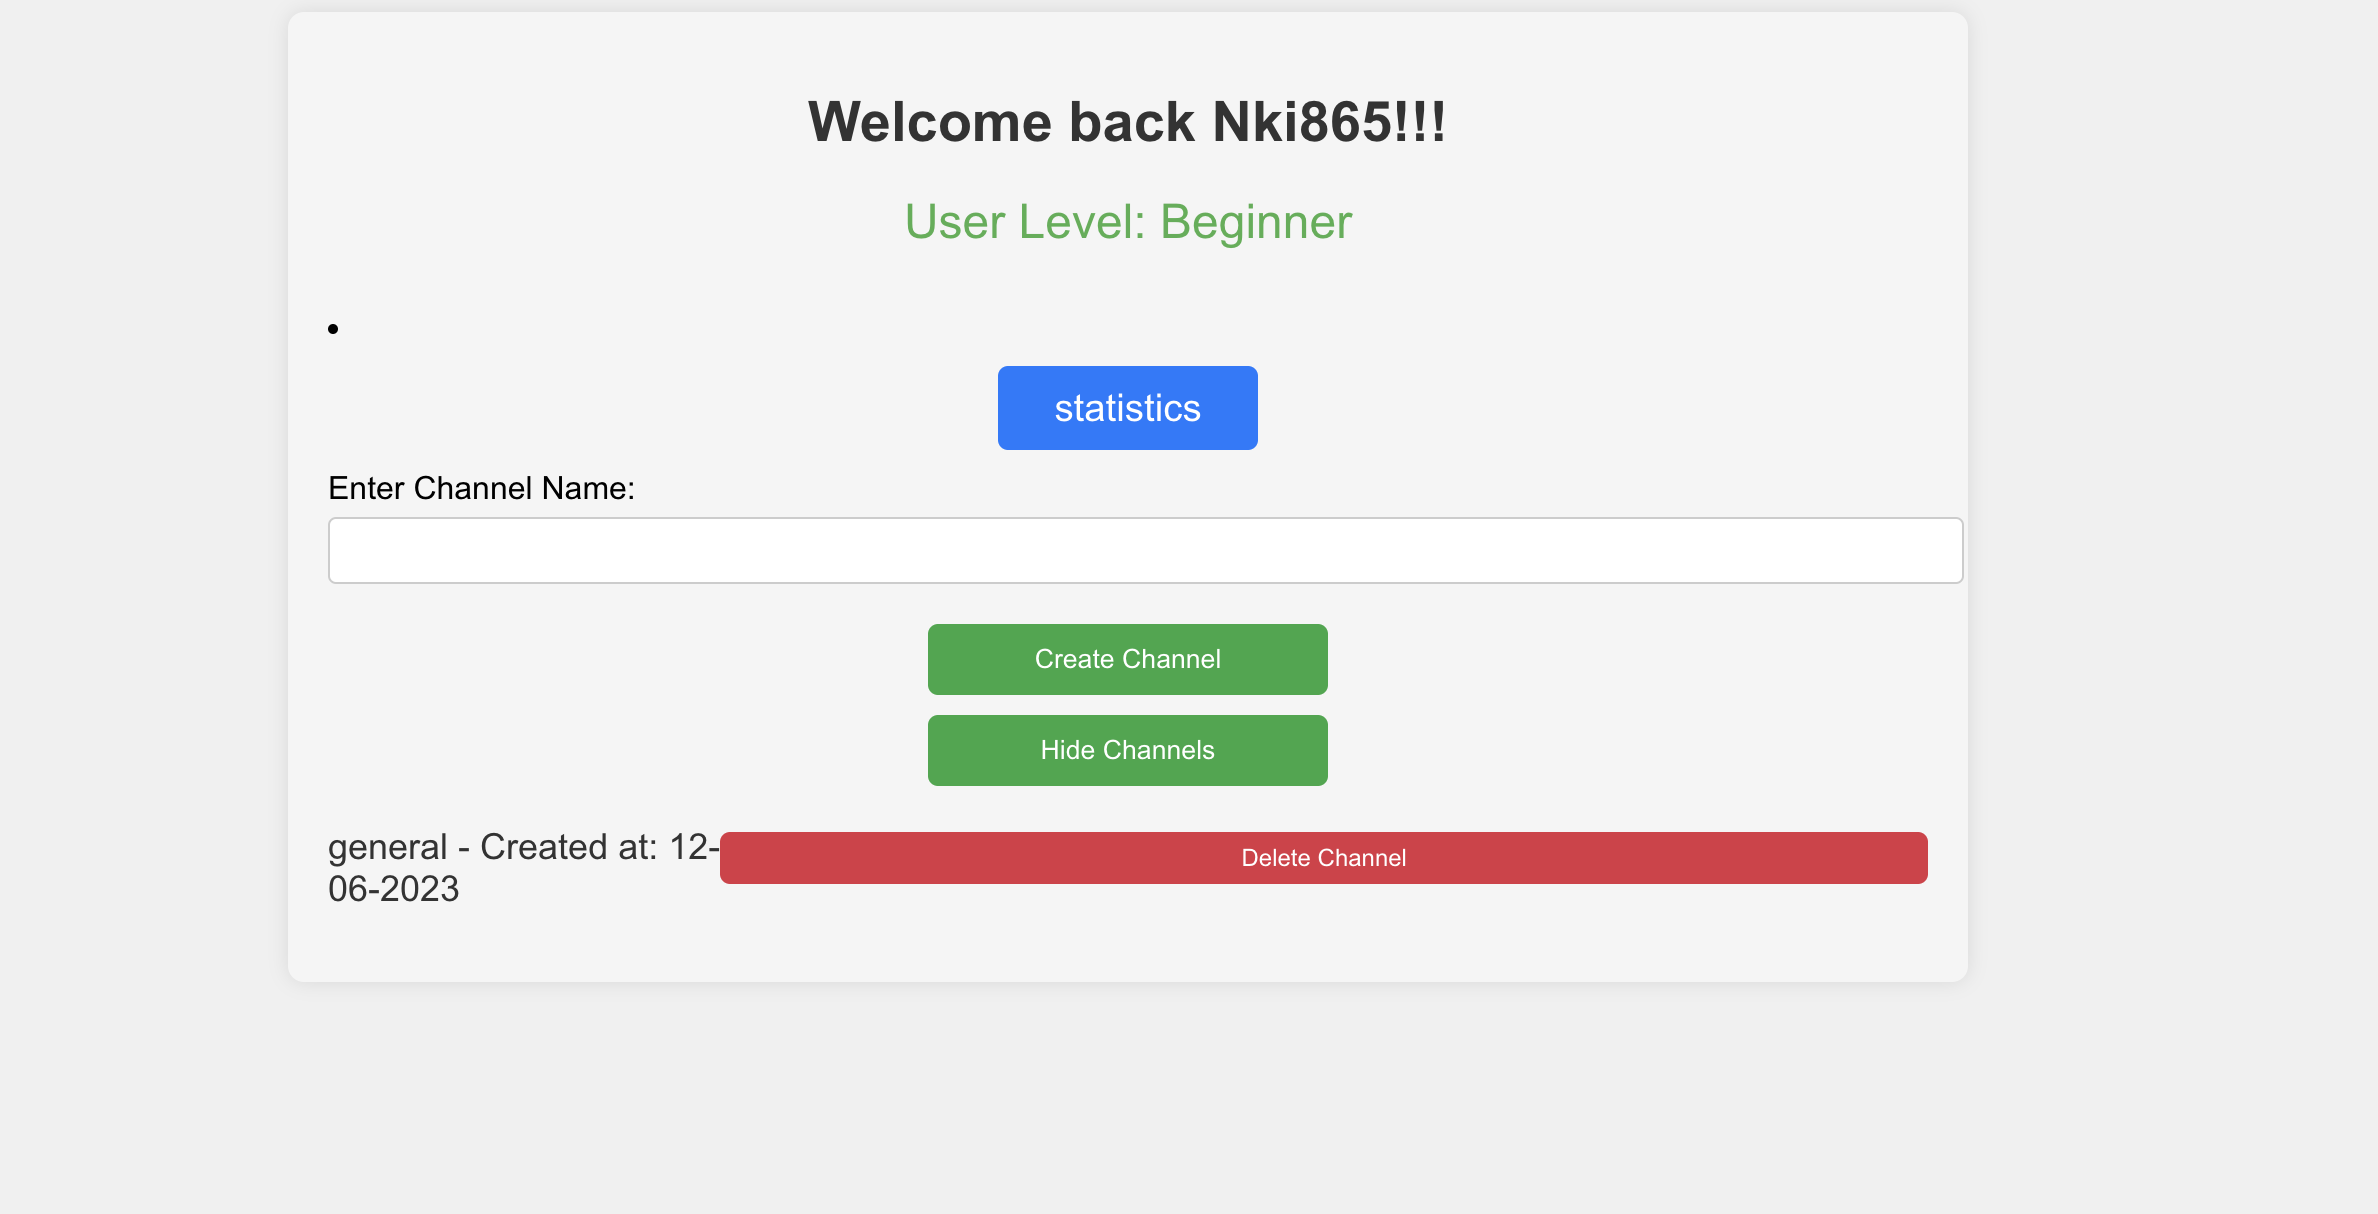 Welcome back Nki865!!!
User Level: Beginner
statistics
Enter Channel Name:
Create Channel
Hide Channels
general - Created at: 12-
06-2023
Delete Channel